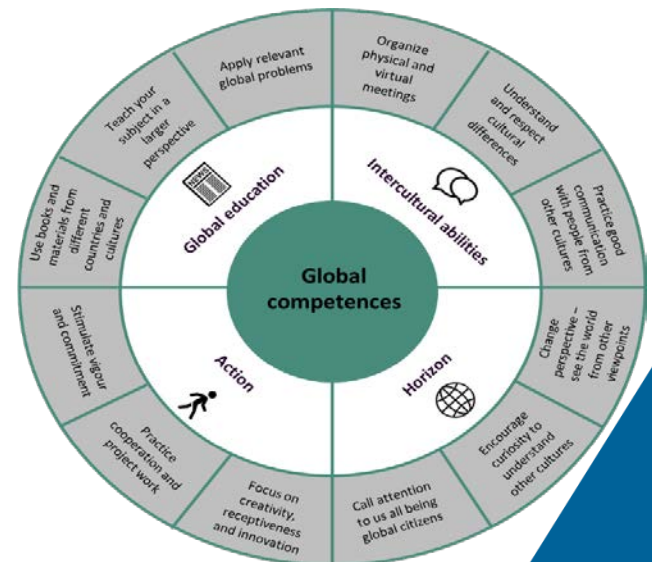 Apply relevant
global problems
Organize
physical and
virtual
meetings
Teach your
subject in a
larger
perspective
Understand
and respect
cultural
differences
NEWS
Global education
Intercultural abilities
Use books and
materials from
different
countries and
cultures
Practice good
communication
with people from
other cultures
Global
competences
Stimulate vigour
and commitment
Change
perspective –
see the world
from other
viewpoints
Action
Horizon
Practice
cooperation and
project work
Encourage
curiosity to
understand
other cultures
Focus on
creativity,
receptiveness
and innovation
Call attention
to us all being
global citizens